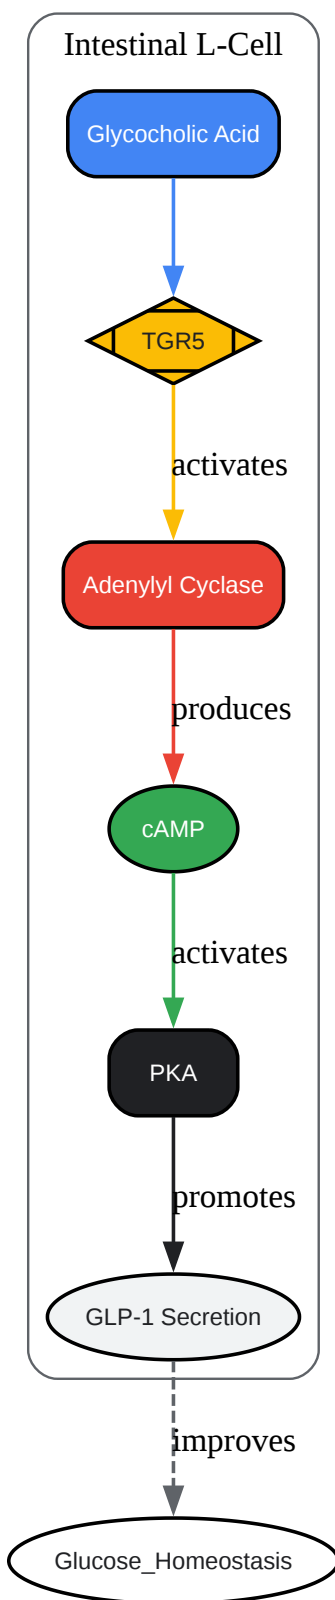 Intestinal L-Cell
Glycocholic Acid
TGR5
activates
Adenylyl Cyclase
produces
cAMP
activates
PKA
promotes
GLP-1 Secretion
improves
Glucose_Homeostasis